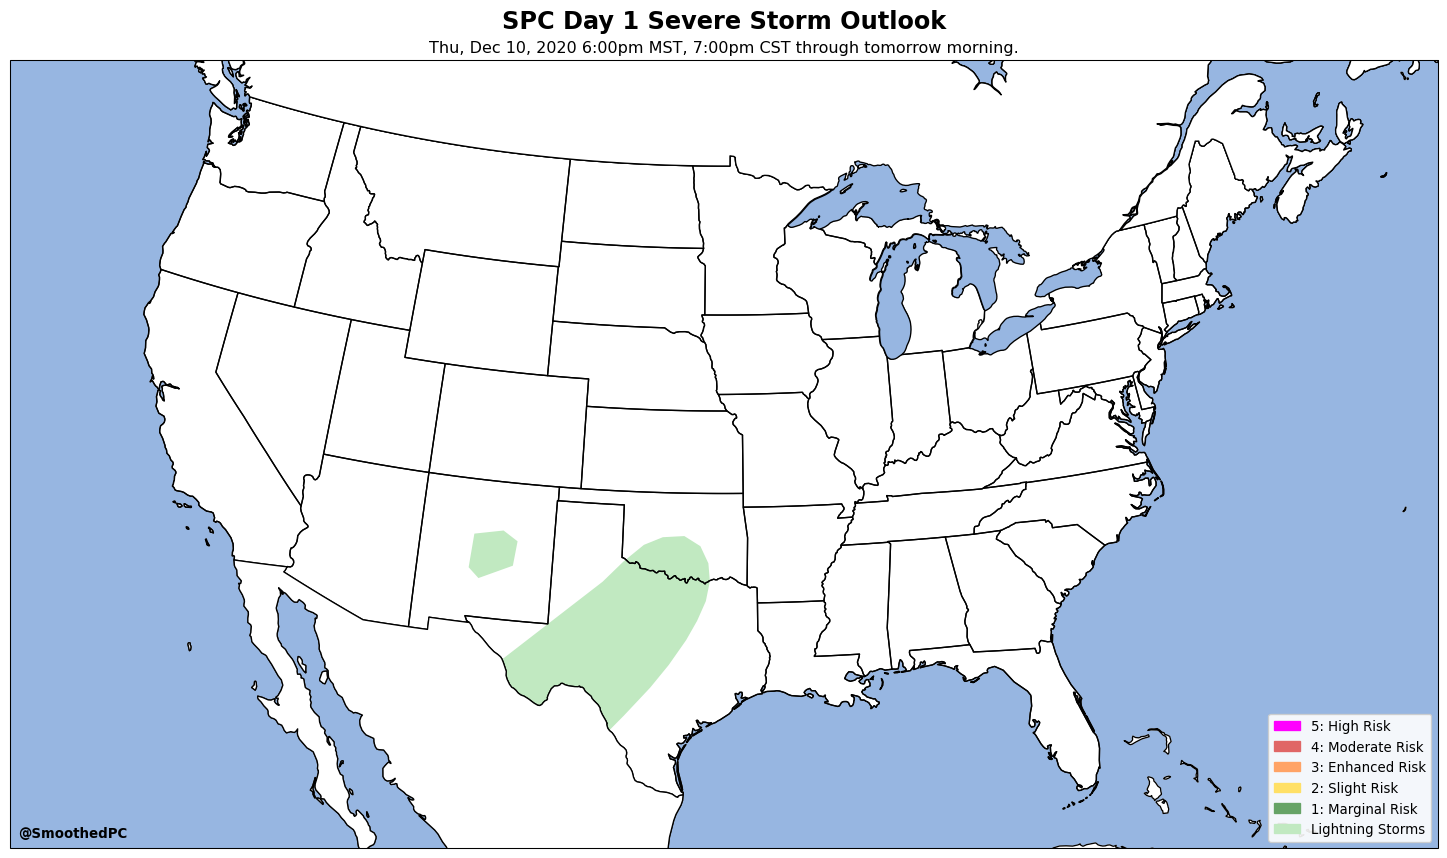 SPC Day 1 Severe Storm Outlook
Thu, Dec 10, 2020 6:00pm MST, 7:00pm CST through tomorrow morning.
5: High Risk
4: Moderate Risk
3: Enhanced Risk
2: Slight Risk
1: Marginal Risk
Lightning Storms
@SmoothedPC